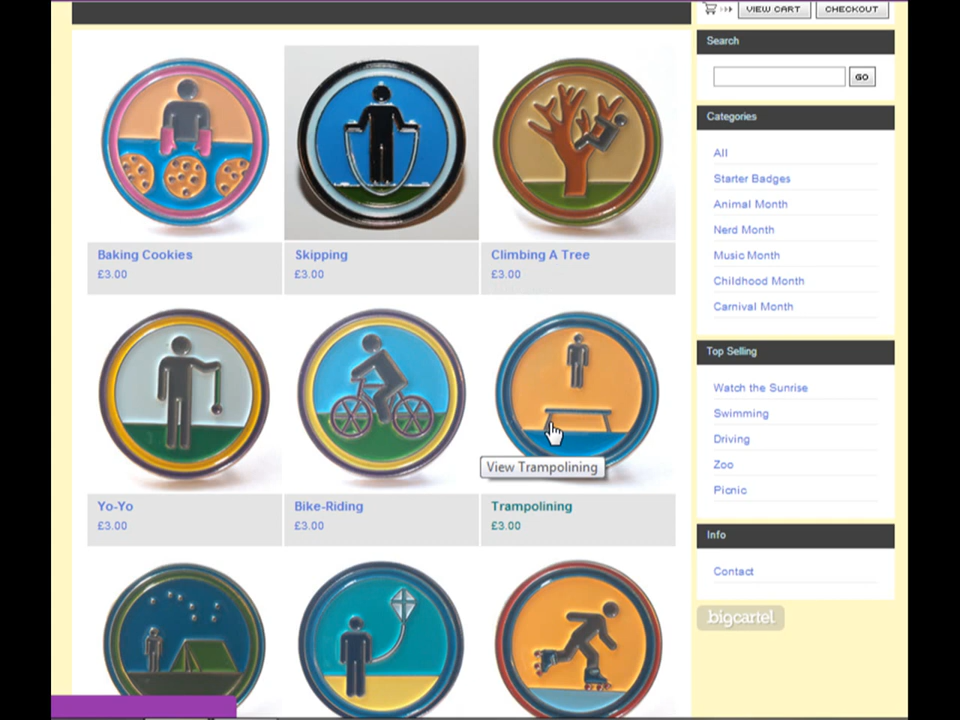 VIEW CART
CHECKOUT
Search
GO
Categories
All
Starter Badges
Animal Month
Nerd Month
Music Month
Childhood Month
Carnival Month
Top Selling
Watch the Sunrise
Swimming
Driving
Zoo
Picnic
Info
Contact
bigcartel
Baking Cookies
£3.00
Skipping
£3.00
Climbing A Tree
£3.00
View Trampolining
Yo-Yo
£3.00
Bike-Riding
£3.00
Trampolining
£3.00